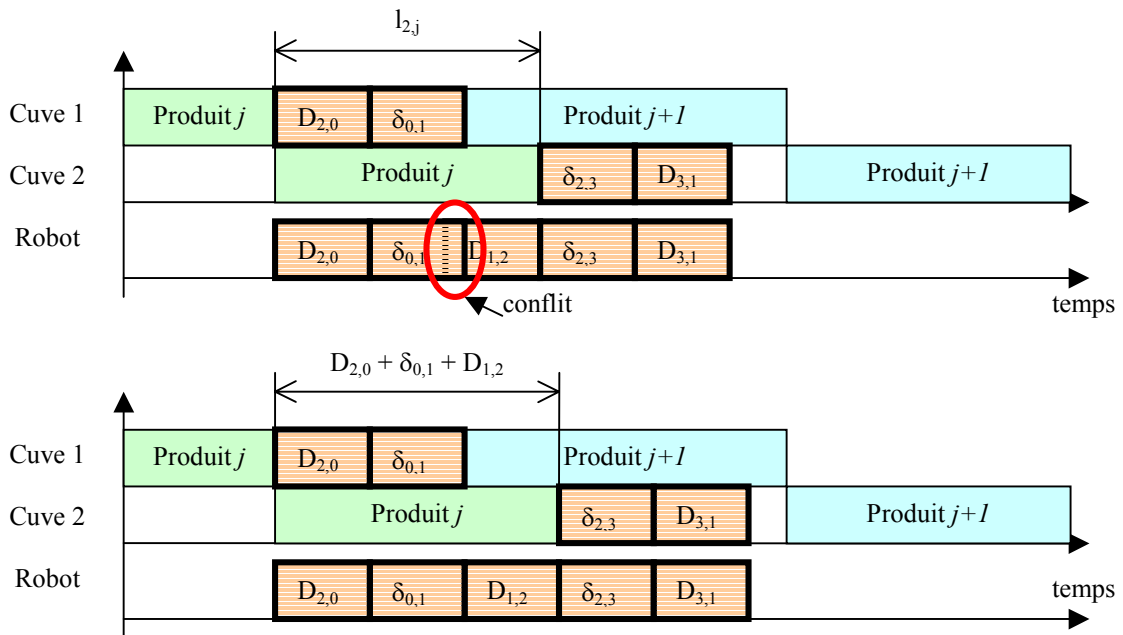 l2,j
Cuve 1 Produit j D2,0 δ0,1 Produit j+1
Cuve 2 Produit j δ2,3 D3,1 Produit j+1
Robot D2,0 δ0,1 D1,2 δ2,3 D3,1
temps
conflit
D2,0 + δ0,1 + D1,2
Cuve 1 Produit j D2,0 δ0,1 Produit j+1
Cuve 2 Produit j δ2,3 D3,1 Produit j+1
Robot D2,0 δ0,1 D1,2 δ2,3 D3,1 temps